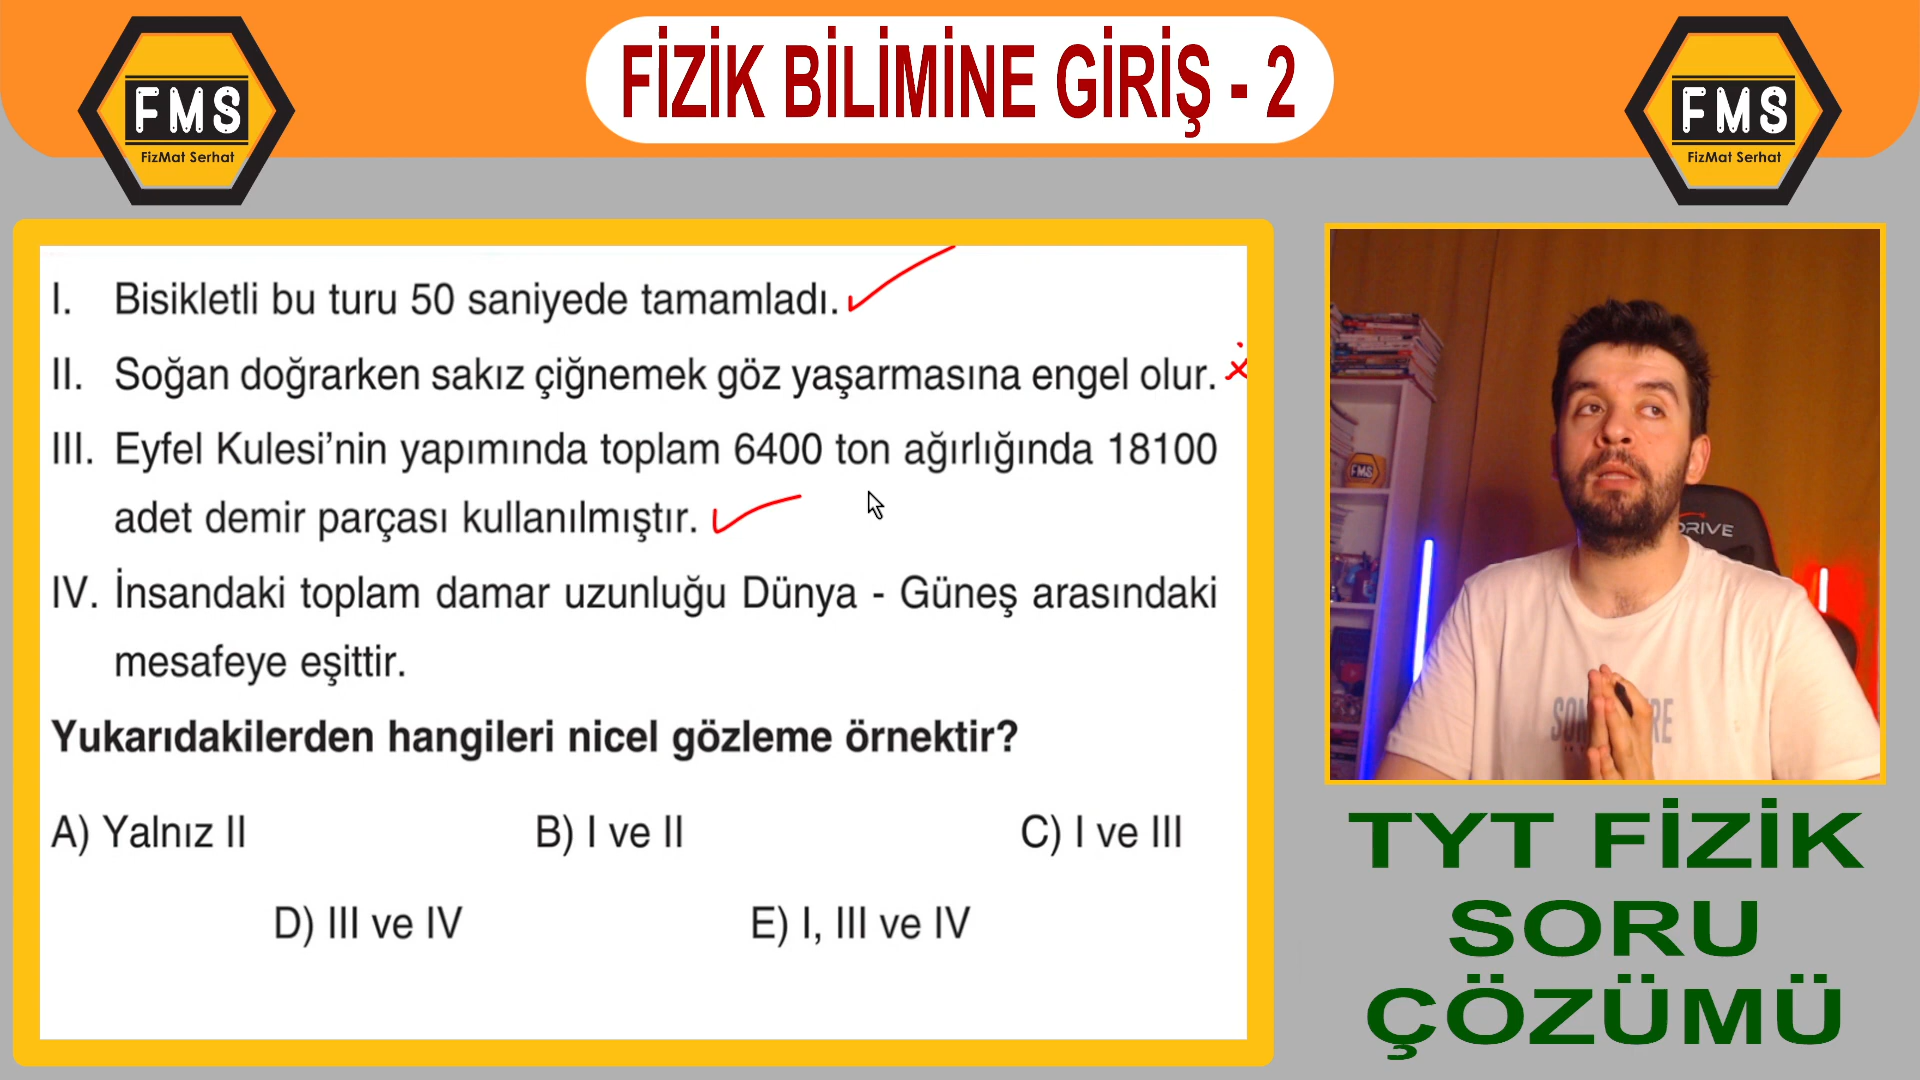 FİZİK BİLİMİNE GİRİŞ - 2
FMS
FizMat Serhat
FMS
FizMat Serhat
I. Bisikletli bu turu 50 saniyede tamamladı.
II. Soğan doğrarken sakız çiğnemek göz yaşarmasına engel olur.
III. Eyfel Kulesi’nin yapımında toplam 6400 ton ağırlığında 18100
adet demir parçası kullanılmıştır.
IV. İnsandaki toplam damar uzunluğu Dünya - Güneş arasındaki
mesafeye eşittir.
Yukarıdakilerden hangileri nicel gözleme örnektir?
A) Yalnız II B) I ve II C) I ve III
D) III ve IV E) I, III ve IV
FMS
DRIVE
TYT FİZİK
SORU
ÇÖZÜMÜ